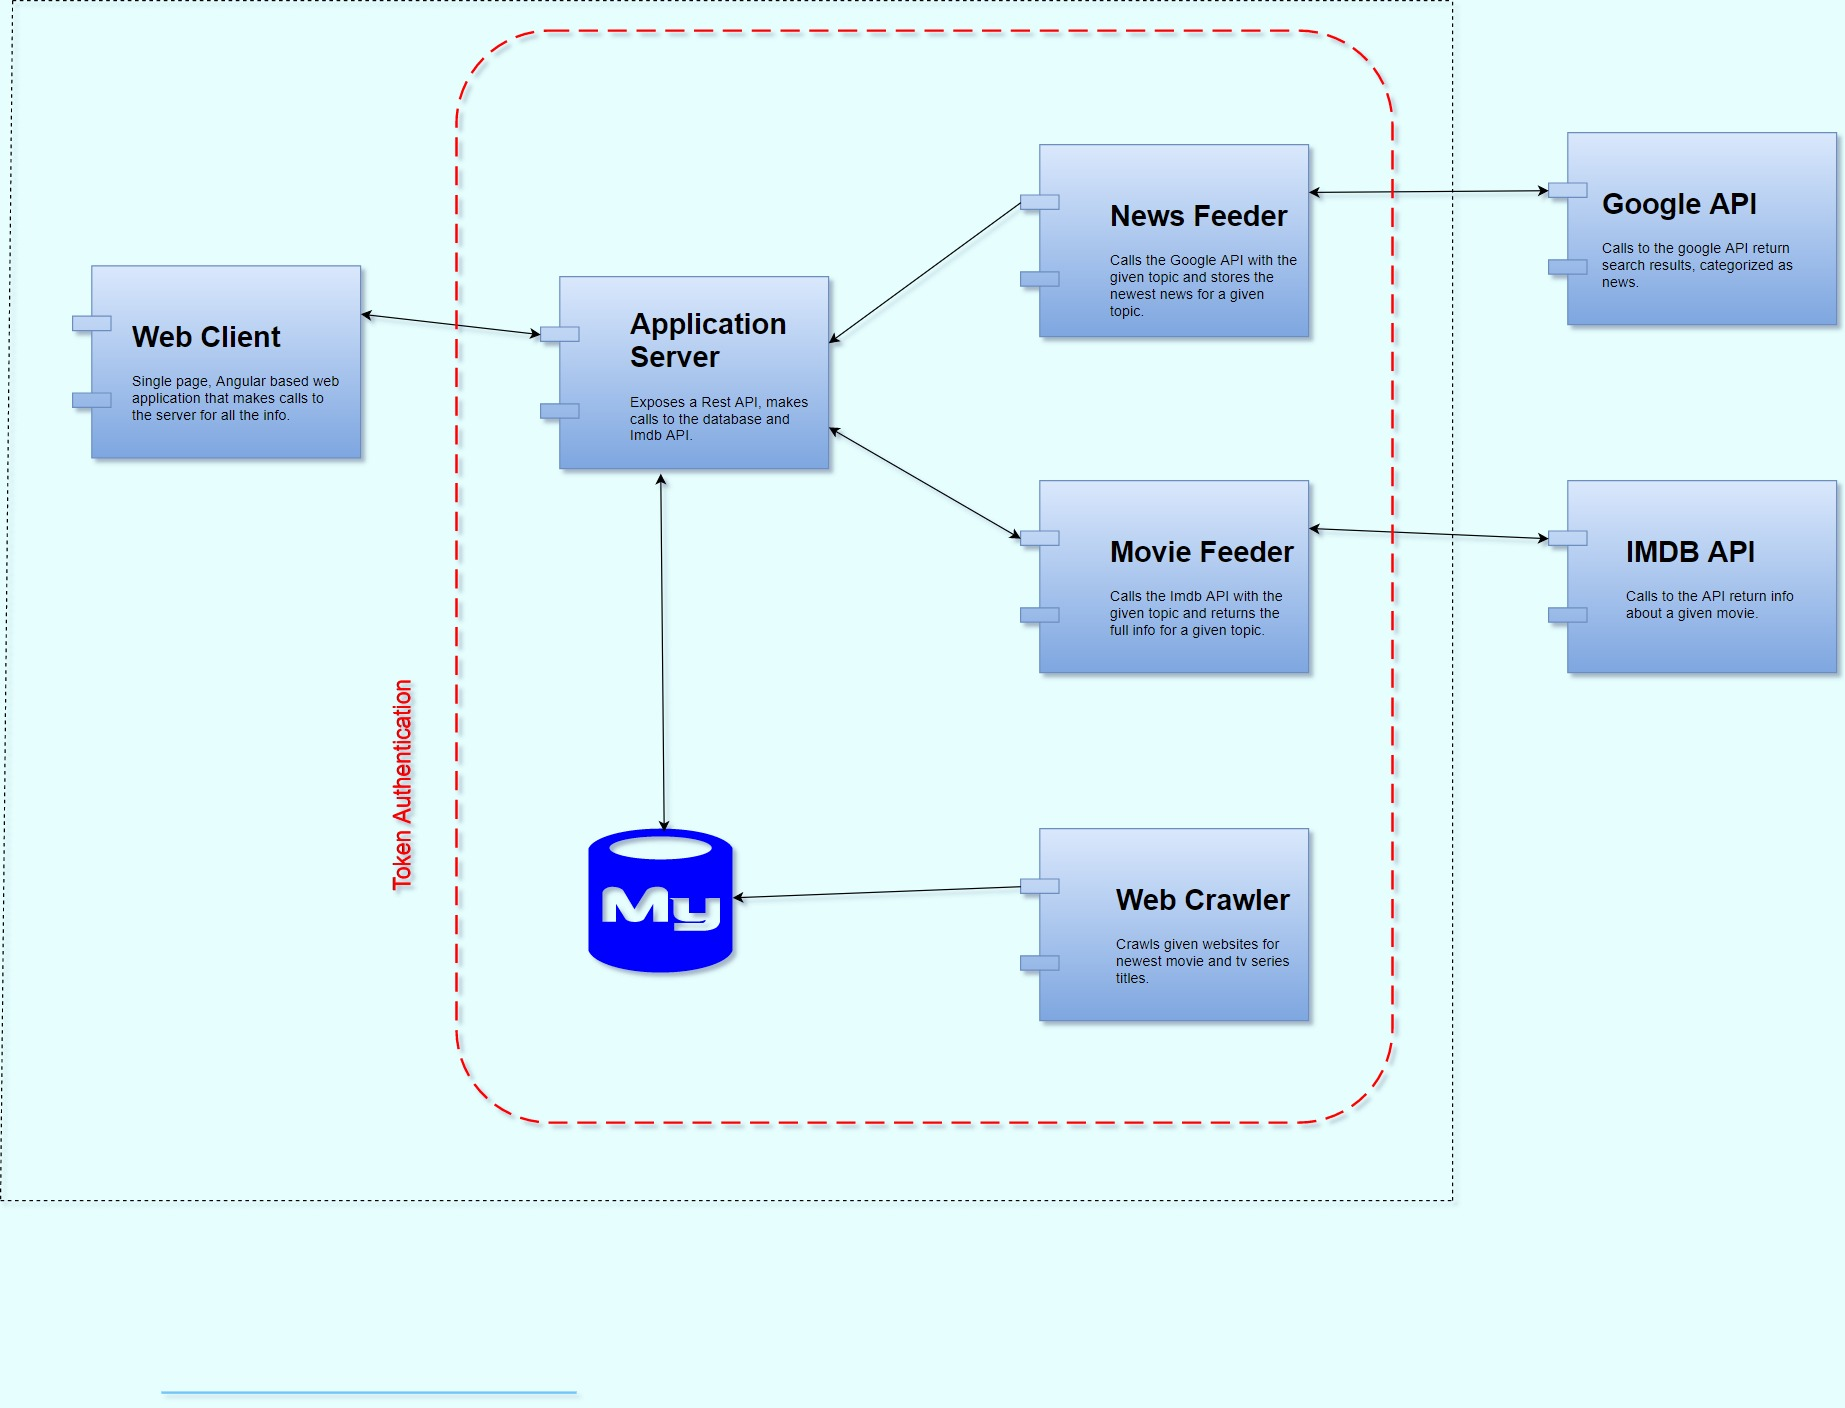 Web Client
Single page, Angular based web
application that makes calls to
the server for all the info.
Token Authentication
Application
Server
Exposes a Rest API, makes
calls to the database and
Imdb API.
My
News Feeder
Calls the Google API with the
given topic and stores the
newest news for a given
topic.
Movie Feeder
Calls the Imdb API with the
given topic and returns the
full info for a given topic.
Web Crawler
Crawls given websites for
newest movie and tv series
titles.
Google API
Calls to the google API return
search results, categorized as
news.
IMDB API
Calls to the API return info
about a given movie.